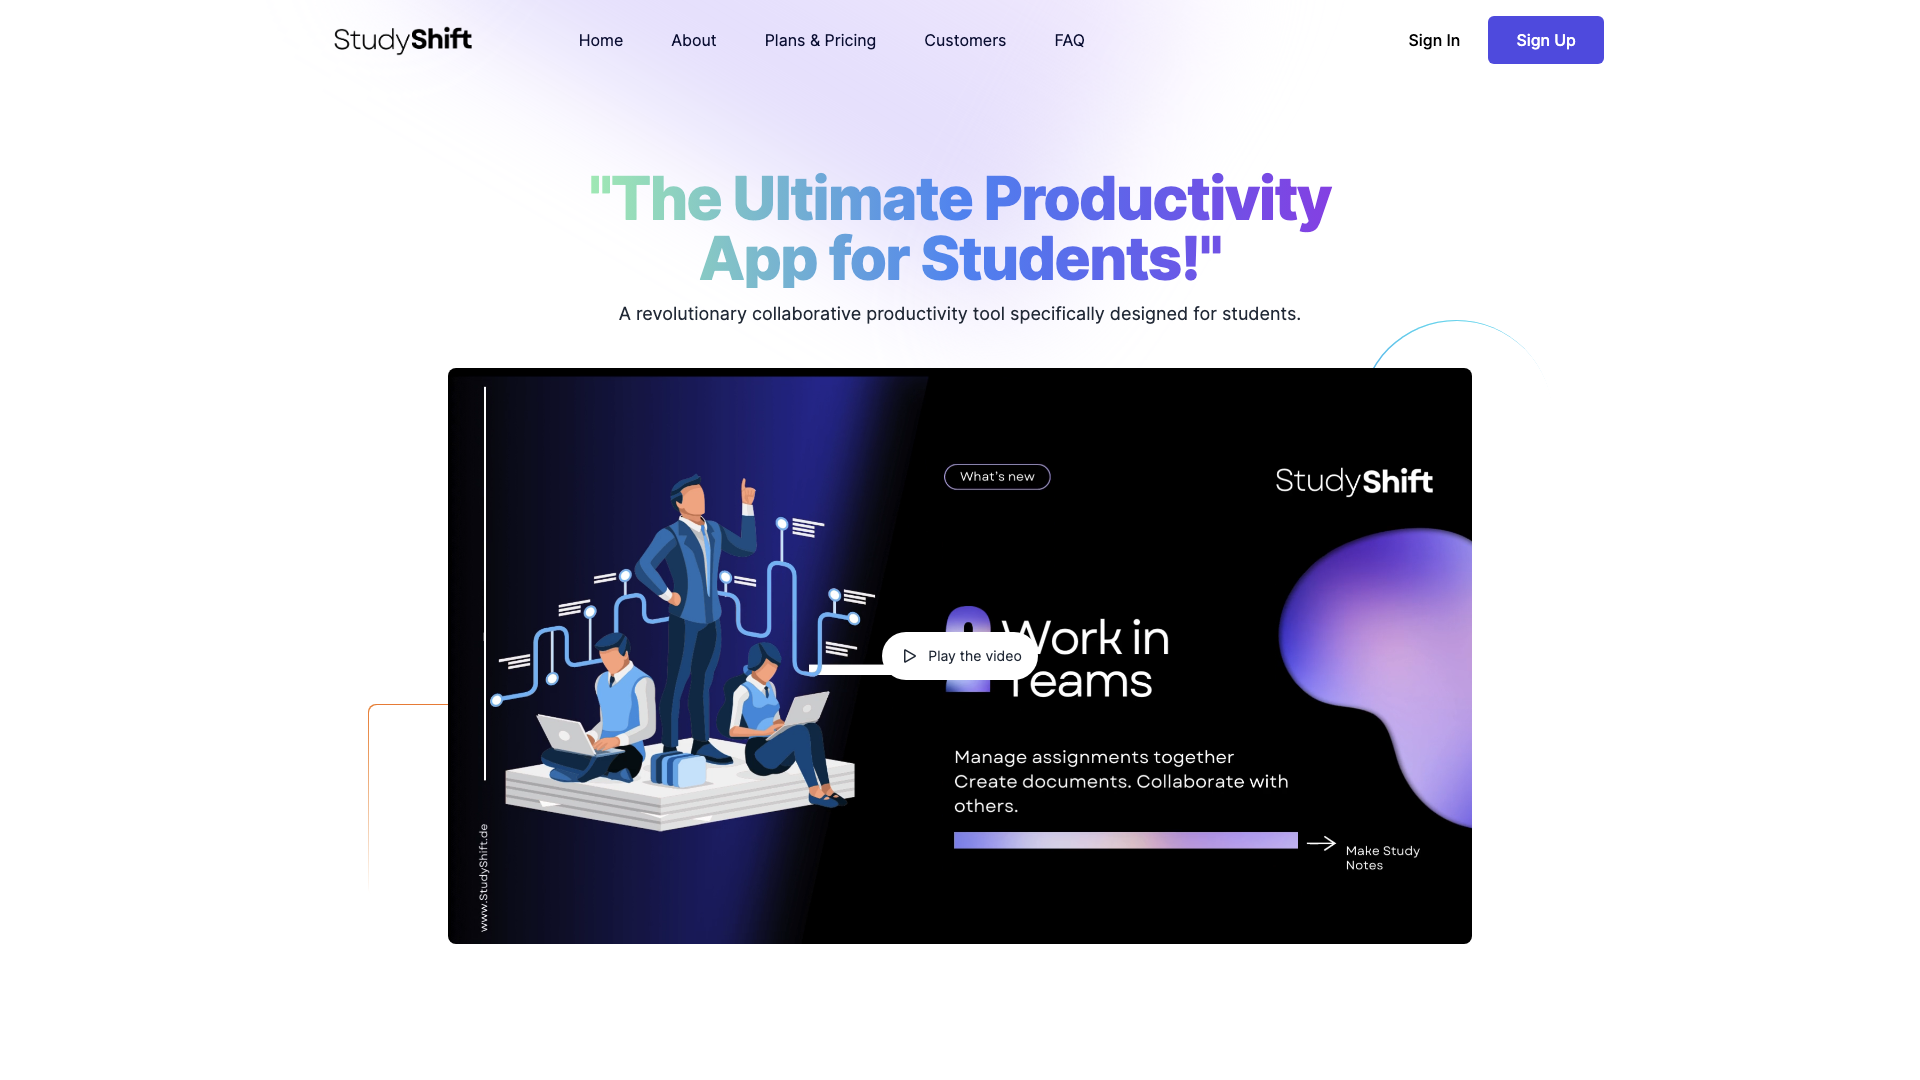 StudyShift
Home
About
Plans & Pricing
Customers
FAQ
Sign In
Sign Up
"The Ultimate Productivity
App for Students!"
A revolutionary collaborative productivity tool specifically designed for students.
What's new
StudyShift
Work in
Teams
Play the video
Manage assignments together
Create documents. Collaborate with
others.
Make Study
Notes
www.StudyShift.de